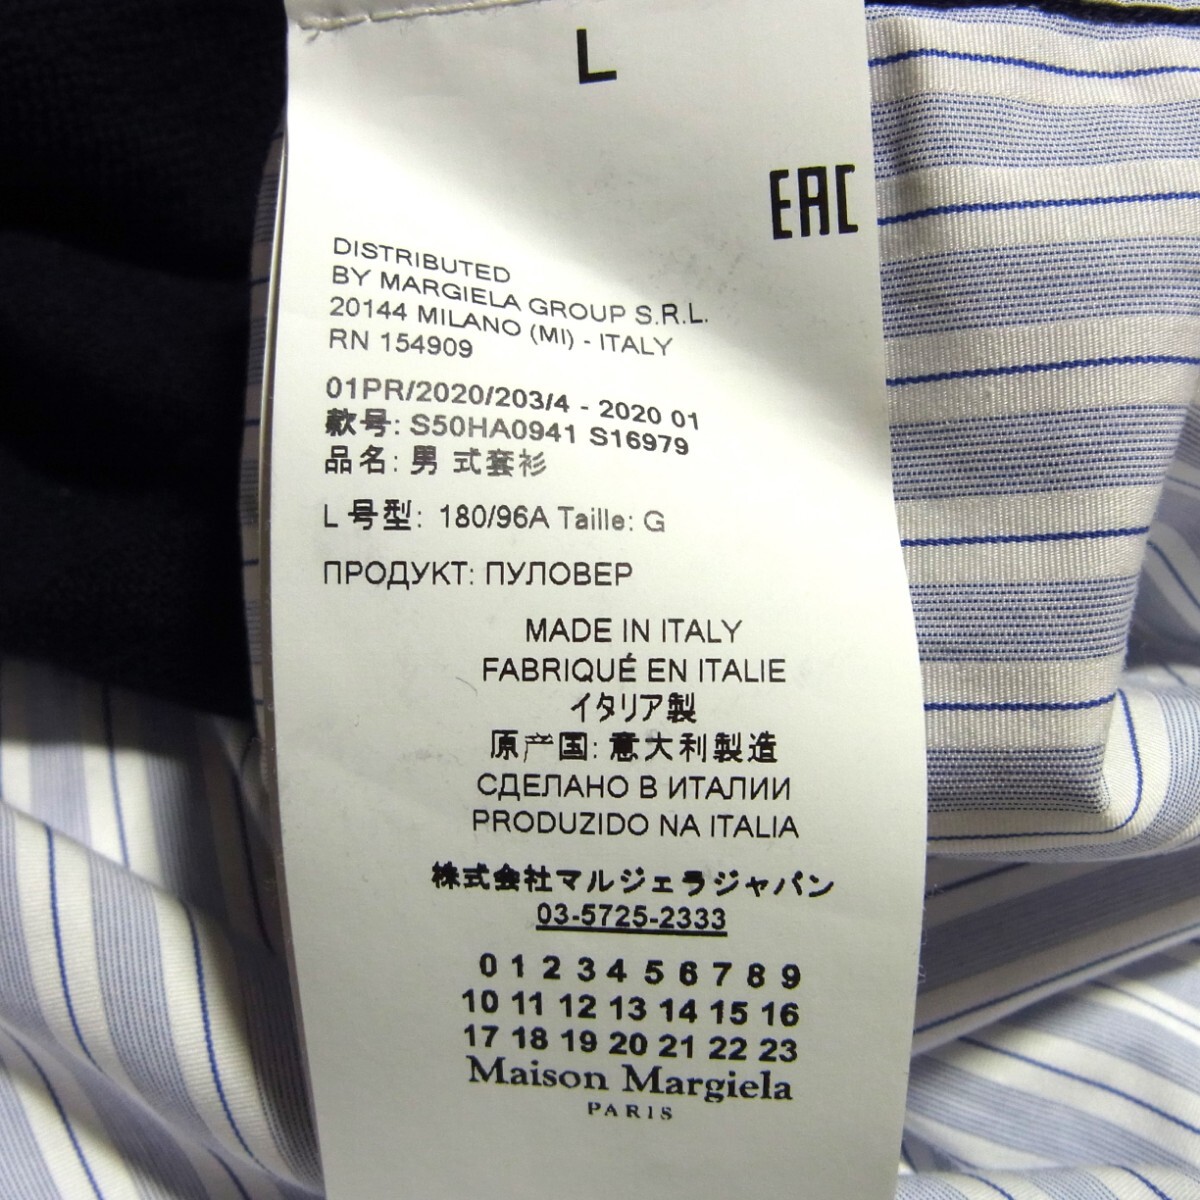 L
EAC
DISTRIBUTED
BY MARGIELA GROUP S.R.L.
20144 MILANO (MI) - ITALY
RN 154909
01PR/2020/203/4 - 2020 01
款号: S50HA0941 S16979
品名: 男 式套衫
L 号型: 180/96A Taille: G
ПРОДУКТ: ПУЛОВЕР
MADE IN ITALY
FABRIQUÉ EN ITALIE
イタリア製
原产国: 意大利製造
СДЕЛАНО В ИТАЛИИ
PRODUZIDO NA ITALIA
株式会社マルジェラジャパン
03-5725-2333
0 1 2 3 4 5 6 7 8 9
10 11 12 13 14 15 16
17 18 19 20 21 22 23
Maison Margiela
PARIS